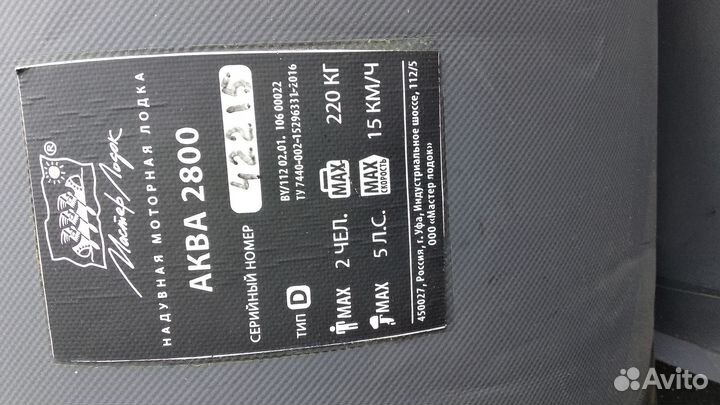 Мастер Лодок ®
НАДУВНАЯ МОТОРНАЯ ЛОДКА
АКВА 2800
СЕРИЙНЫЙ НОМЕР 42215
ТИП D BY/112 02.01. 106 00022
ТУ 7440-002-15296331-2016
MAX 2 ЧЕЛ. MAX 220 КГ
MAX 5 Л.С. MAX СКОРОСТЬ 15 КМ/Ч
450027, Россия, г. Уфа, Индустриальное шоссе, 112/5
ООО «Мастер лодок»
Avito